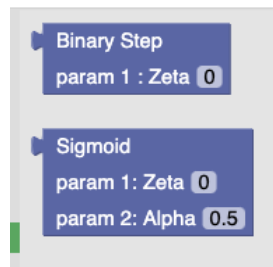 Binary Step
param 1 : Zeta 0
Sigmoid
param 1: Zeta 0
param 2: Alpha 0.5